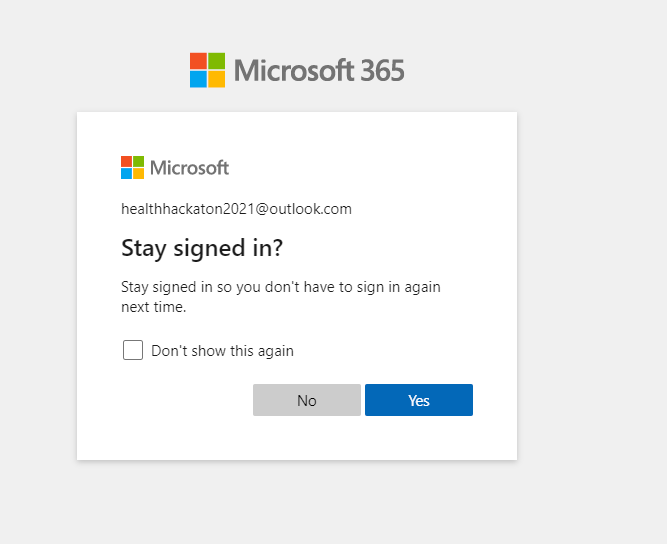 Microsoft 365
Microsoft
healthhackaton2021@outlook.com
Stay signed in?
Stay signed in so you don't have to sign in again
next time.
Don't show this again
No
Yes